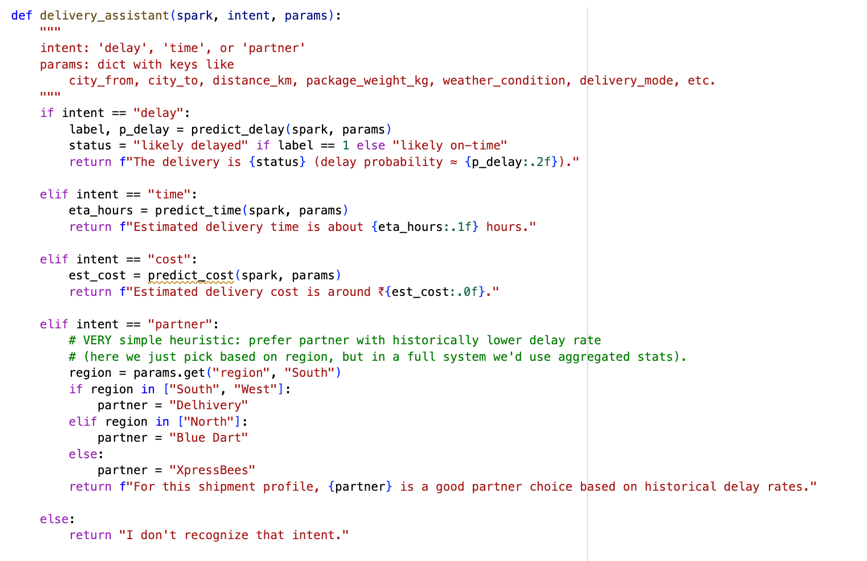 def delivery_assistant(spark, intent, params):
    """
    intent: 'delay', 'time', or 'partner'
    params: dict with keys like
        city_from, city_to, distance_km, package_weight_kg, weather_condition, delivery_mode, etc.
    """
    if intent == "delay":
        label, p_delay = predict_delay(spark, params)
        status = "likely delayed" if label == 1 else "likely on-time"
        return f"The delivery is {status} (delay probability ≈ {p_delay:.2f})."

    elif intent == "time":
        eta_hours = predict_time(spark, params)
        return f"Estimated delivery time is about {eta_hours:.1f} hours."

    elif intent == "cost":
        est_cost = predict_cost(spark, params)
        return f"Estimated delivery cost is around ₹{est_cost:.0f}."

    elif intent == "partner":
        # VERY simple heuristic: prefer partner with historically lower delay rate
        # (here we just pick based on region, but in a full system we'd use aggregated stats).
        region = params.get("region", "South")
        if region in ["South", "West"]:
            partner = "Delhivery"
        elif region in ["North"]:
            partner = "Blue Dart"
        else:
            partner = "XpressBees"
        return f"For this shipment profile, {partner} is a good partner choice based on historical delay rates."

    else:
        return "I don't recognize that intent."